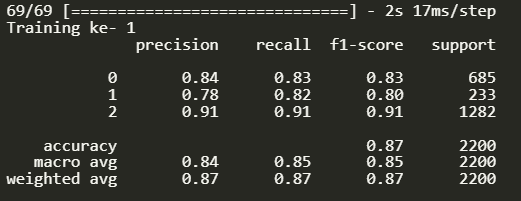 69/69 [==============================] - 2s 17ms/step
Training ke- 1
precision recall f1-score support
0 0.84 0.83 0.83 685
1 0.78 0.82 0.80 233
2 0.91 0.91 0.91 1282
accuracy 0.87 2200
macro avg 0.84 0.85 0.85 2200
weighted avg 0.87 0.87 0.87 2200